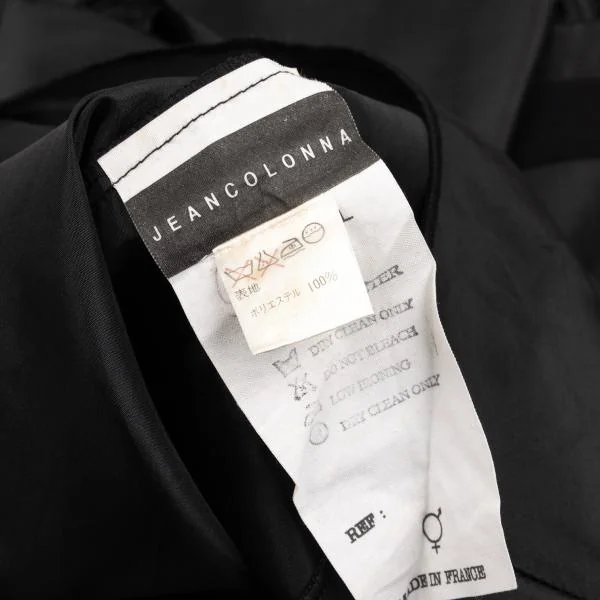 JEANCOLONNA
L
表地
ポリエステル 100%
DRY CLEAN ONLY
DO NOT BLEACH
LOW IRONING
DRY CLEAN ONLY
REF :
MADE IN FRANCE